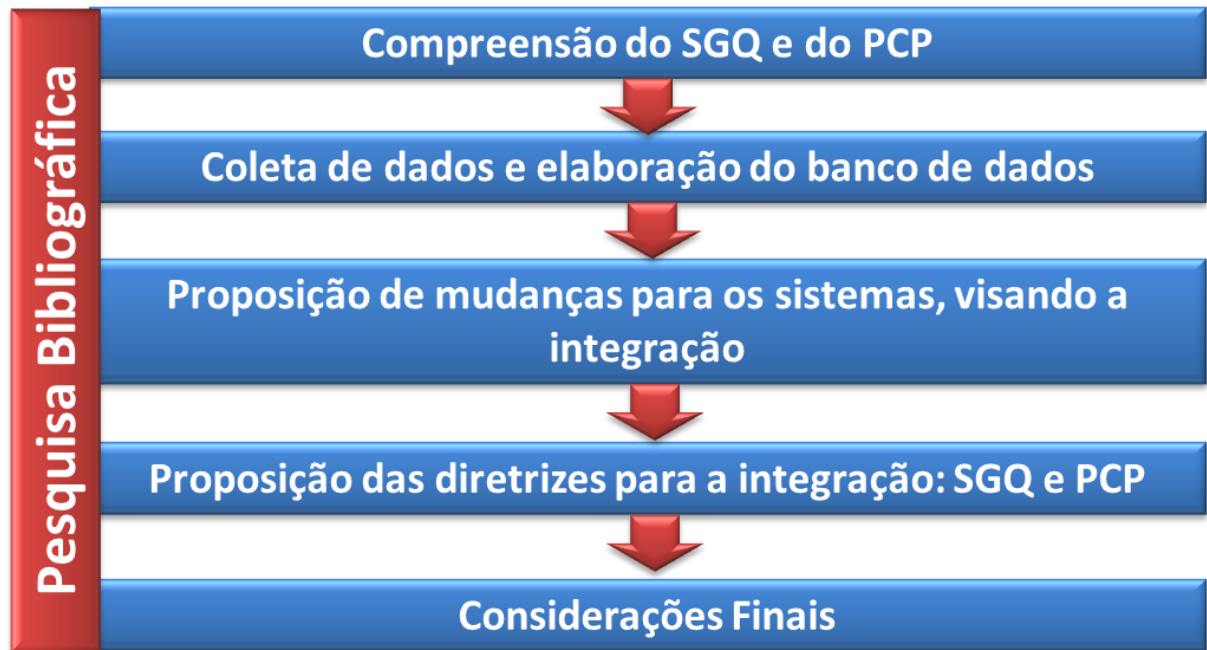 Pesquisa Bibliográfica
Compreensão do SGQ e do PCP
Coleta de dados e elaboração do banco de dados
Proposição de mudanças para os sistemas, visando a
integração
Proposição das diretrizes para a integração: SGQ e PCP
Considerações Finais